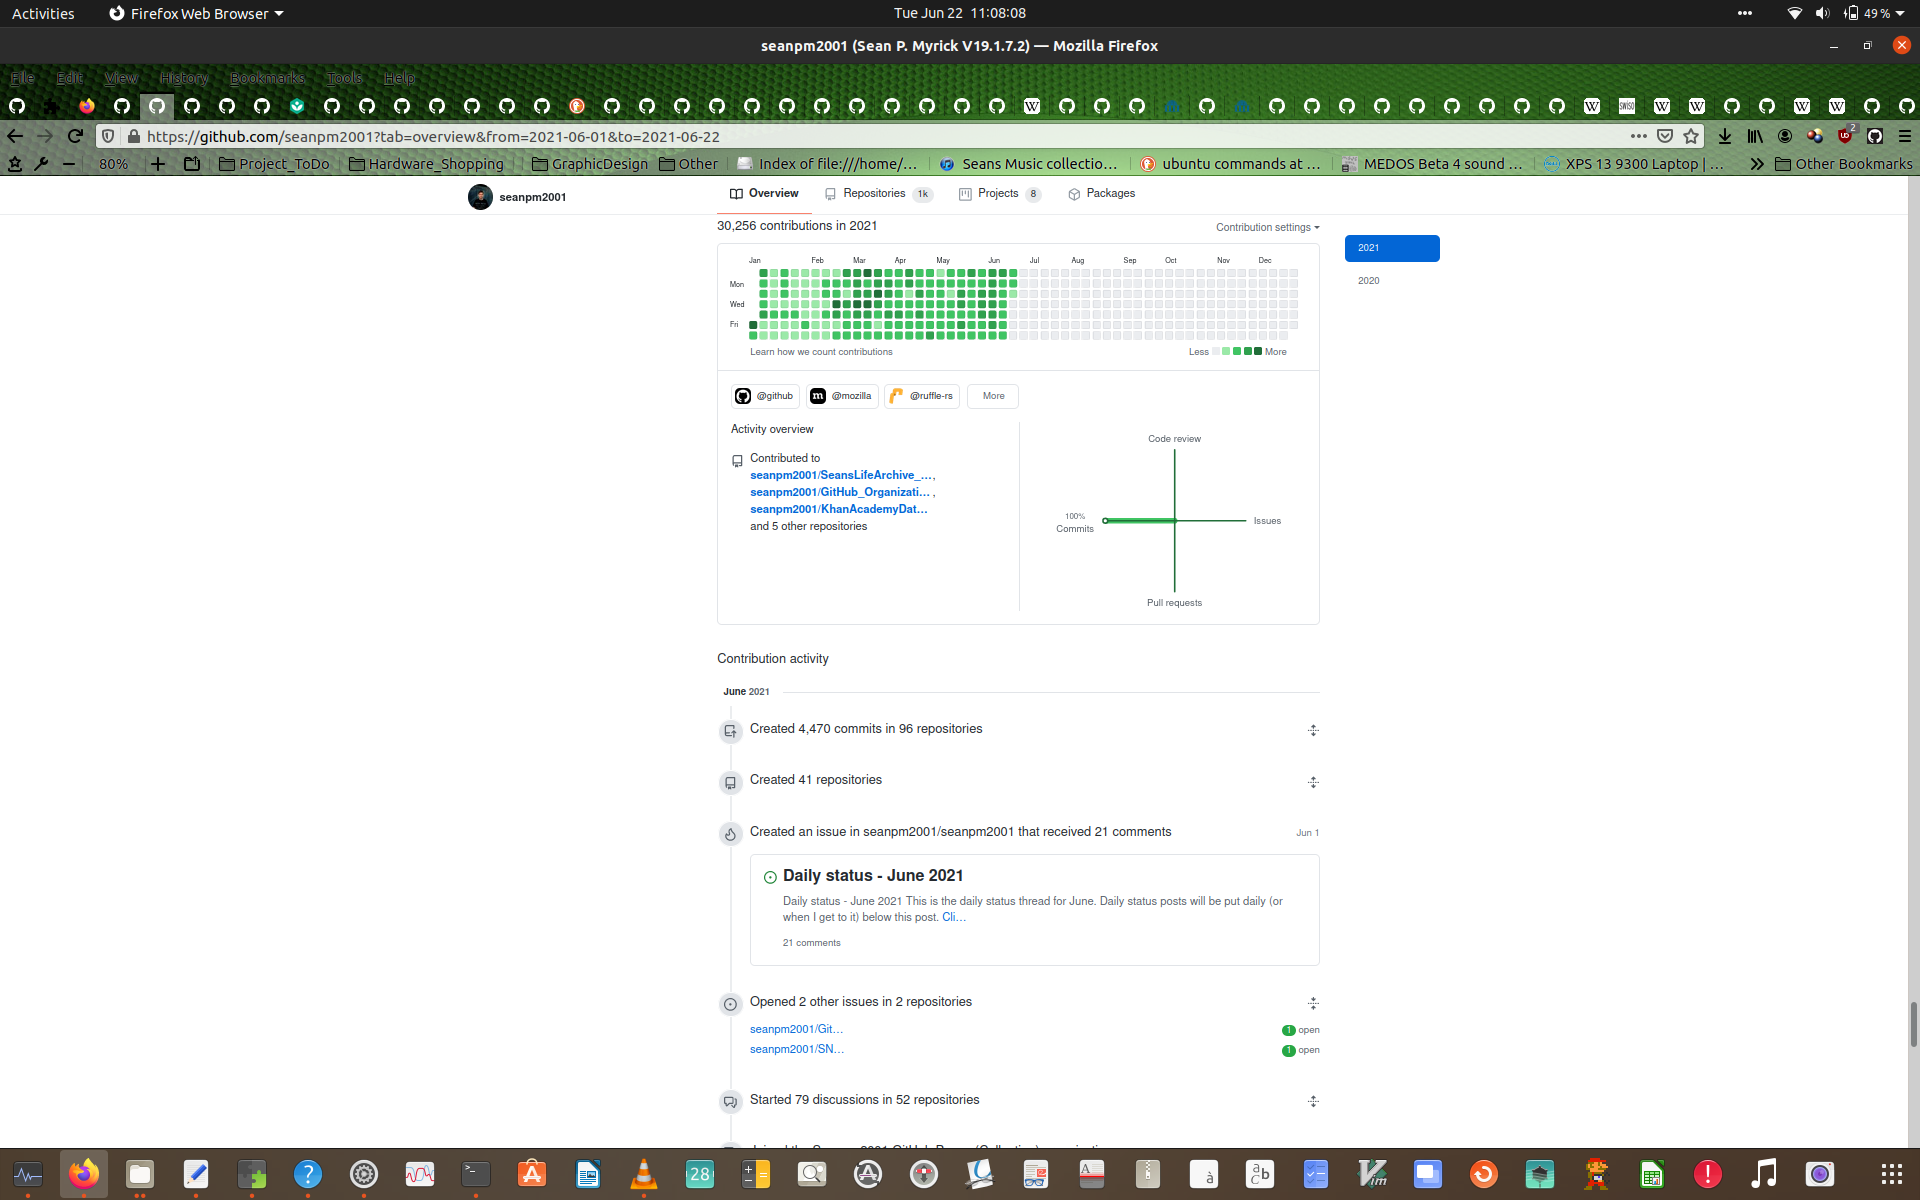 Activities
Firefox Web Browser
Tue Jun 22 11:08:08
49 %
seanpm2001 (Sean P. Myrick V19.1.7.2) — Mozilla Firefox
File Edit View History Bookmarks Tools Help
https://github.com/seanpm2001?tab=overview&from=2021-06-01&to=2021-06-22
2
80%
Project_ToDo
Hardware_Shopping
GraphicDesign
Other
Index of file:///home/...
Seans Music collectio...
ubuntu commands at ...
MEDOS Beta 4 sound ...
XPS 13 9300 Laptop | ...
Other Bookmarks
seanpm2001
Overview
Repositories 1k
Projects 8
Packages
30,256 contributions in 2021
Contribution settings
2021
2020
Jan Feb Mar Apr May Jun Jul Aug Sep Oct Nov Dec
Mon
Wed
Fri
Learn how we count contributions
Less More
@github
@mozilla
@ruffle-rs
More
Activity overview
Contributed to
seanpm2001/SeansLifeArchive_...,
seanpm2001/GitHub_Organizati... ,
seanpm2001/KhanAcademyDat...
and 5 other repositories
Code review
100%
Commits
Issues
Pull requests
Contribution activity
June 2021
Created 4,470 commits in 96 repositories
Created 41 repositories
Created an issue in seanpm2001/seanpm2001 that received 21 comments
Jun 1
Daily status - June 2021
Daily status - June 2021 This is the daily status thread for June. Daily status posts will be put daily (or
when I get to it) below this post. Cli...
21 comments
Opened 2 other issues in 2 repositories
seanpm2001/Git...
1 open
seanpm2001/SN...
1 open
Started 79 discussions in 52 repositories
28